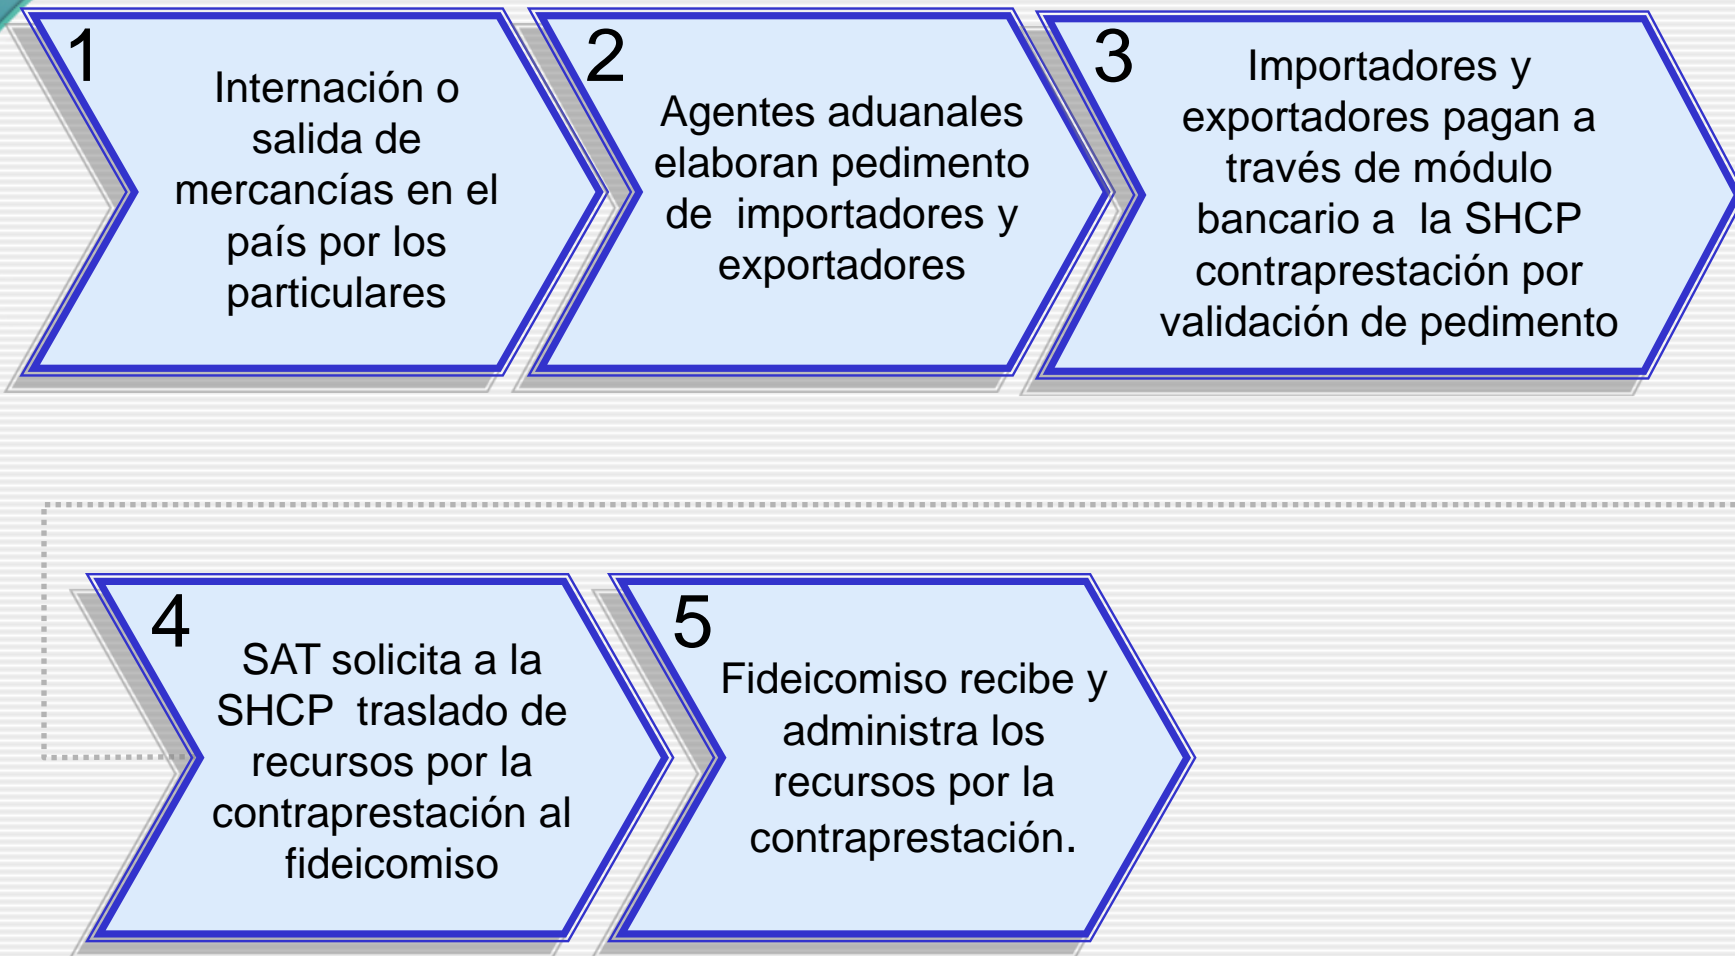 1
Internación o
salida de
mercancías en el
país por los
particulares
2
Agentes aduanales
elaboran pedimento
de importadores y
exportadores
3
Importadores y
exportadores pagan a
través de módulo
bancario a la SHCP
contraprestación por
validación de pedimento
4
SAT solicita a la
SHCP traslado de
recursos por la
contraprestación al
fideicomiso
5
Fideicomiso recibe y
administra los
recursos por la
contraprestación.